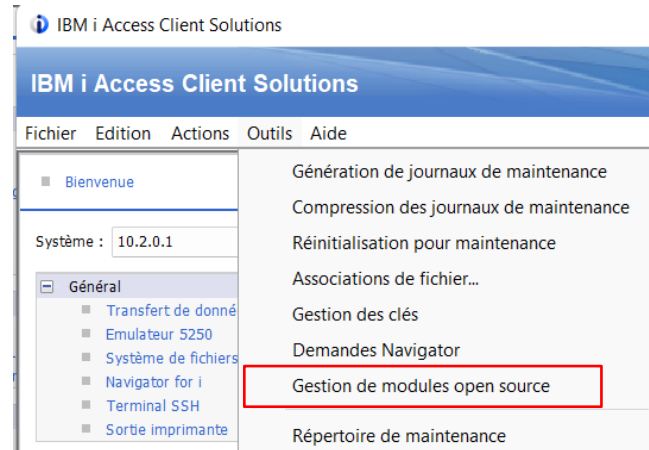 IBM i Access Client Solutions
IBM i Access Client Solutions
Fichier Edition Actions Outils Aide
Bienvenue
Système : 10.2.0.1
Général
Transfert de donné
Emulateur 5250
Système de fichiers
Navigator for i
Terminal SSH
Sortie imprimante
Génération de journaux de maintenance
Compression des journaux de maintenance
Réinitialisation pour maintenance
Associations de fichier...
Gestion des clés
Demandes Navigator
Gestion de modules open source
Répertoire de maintenance